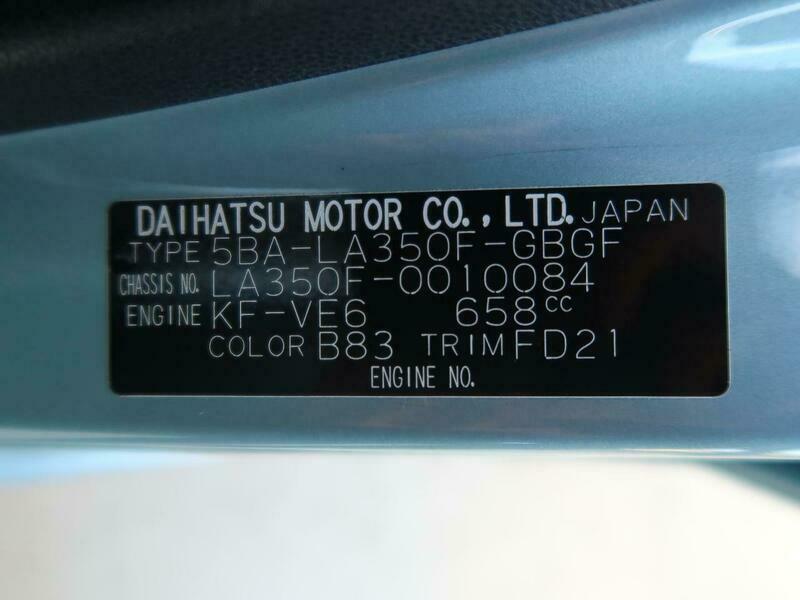 DAIHATSU MOTOR CO., LTD. JAPAN
TYPE 5BA-LA350F-GBGF
CHASSIS NO. LA350F-0010084
ENGINE KF-VE6 658cc
COLOR B83 TRIM FD21
ENGINE NO.